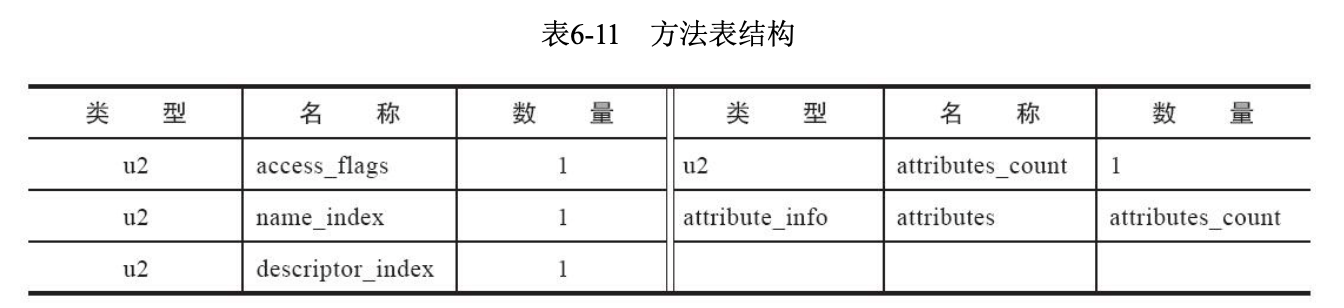 表6-11 方法表结构
类 型 名 称 数 量 类 型 名 称 数 量
u2 access_flags 1 u2 attributes_count 1
u2 name_index 1 attribute_info attributes attributes_count
u2 descriptor_index 1